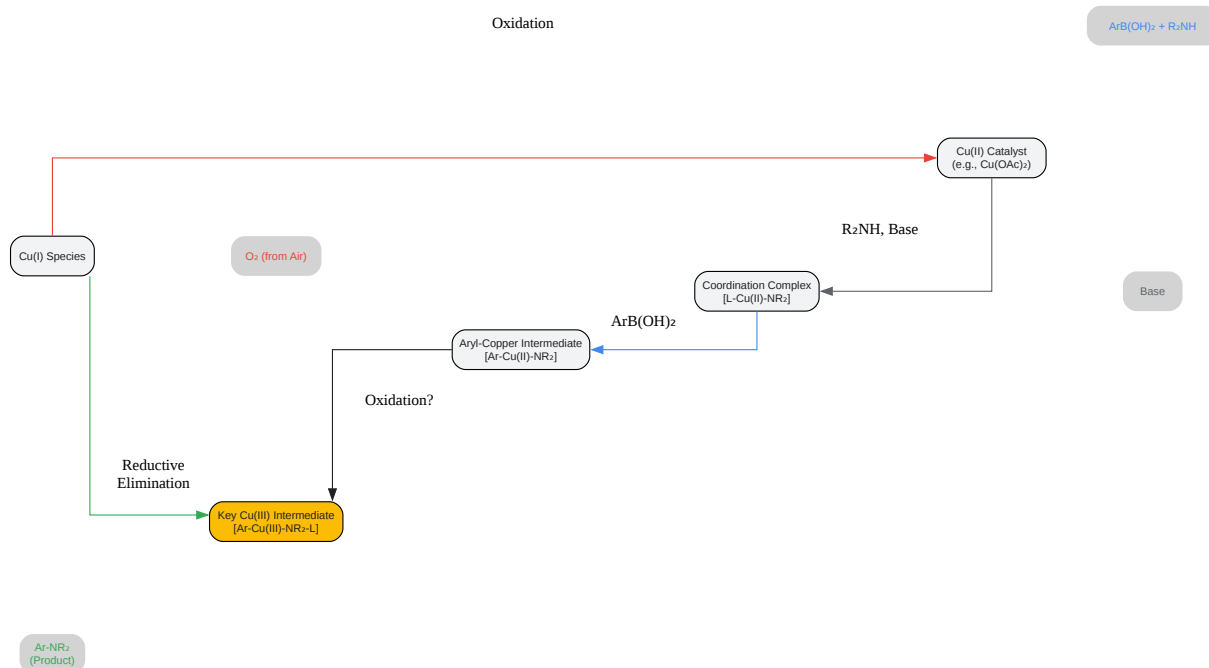 Oxidation
ArB(OH)₂ + R₂NH
Cu(II) Catalyst
(e.g., Cu(OAc)₂)
R₂NH, Base
Cu(I) Species
O₂ (from Air)
Coordination Complex
[L-Cu(II)-NR₂]
Base
ArB(OH)₂
Aryl-Copper Intermediate
[Ar-Cu(II)-NR₂]
Oxidation?
Reductive
Elimination
Key Cu(III) Intermediate
[Ar-Cu(III)-NR₂-L]
Ar-NR₂
(Product)